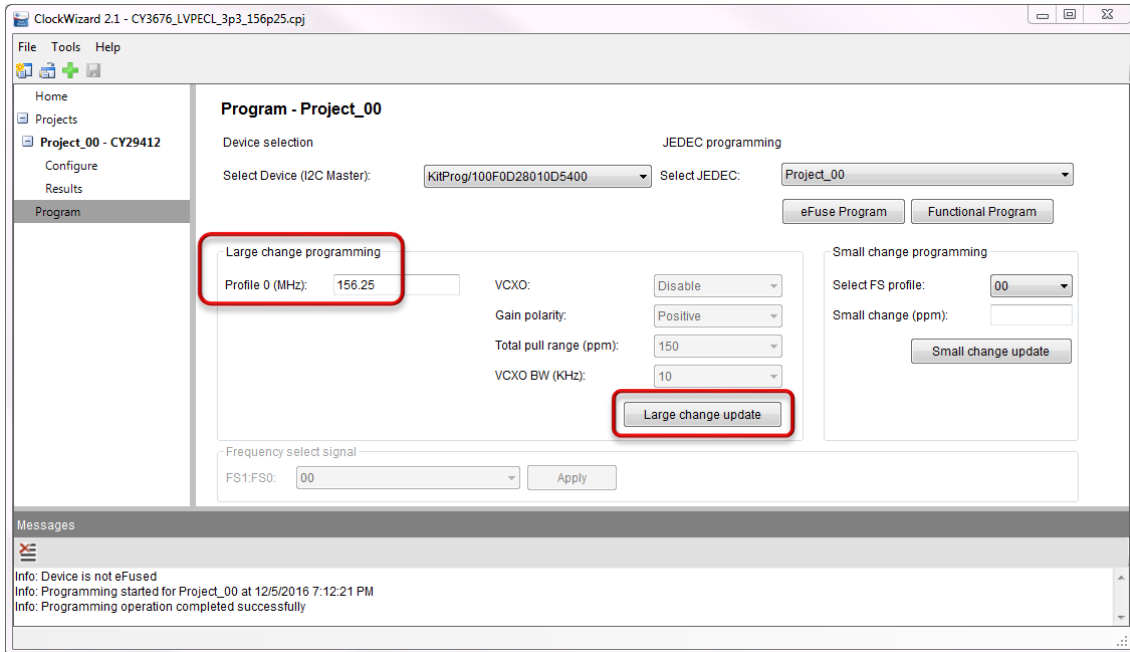 ClockWizard 2.1 - CY3676_LVPECL_3p3_156p25.cpj
File Tools Help
Home
Projects
Project_00 - CY29412
Configure
Results
Program
Program - Project_00
Device selection
JEDEC programming
Select Device (I2C Master): KitProg/100F0D28010D5400
Select JEDEC: Project_00
eFuse Program Functional Program
Large change programming
Profile 0 (MHz): 156.25
VCXO: Disable
Gain polarity: Positive
Total pull range (ppm): 150
VCXO BW (KHz): 10
Large change update
Small change programming
Select FS profile: 00
Small change (ppm):
Small change update
Frequency select signal
FS1:FS0: 00 Apply
Messages
Info: Device is not eFused
Info: Programming started for Project_00 at 12/5/2016 7:12:21 PM
Info: Programming operation completed successfully